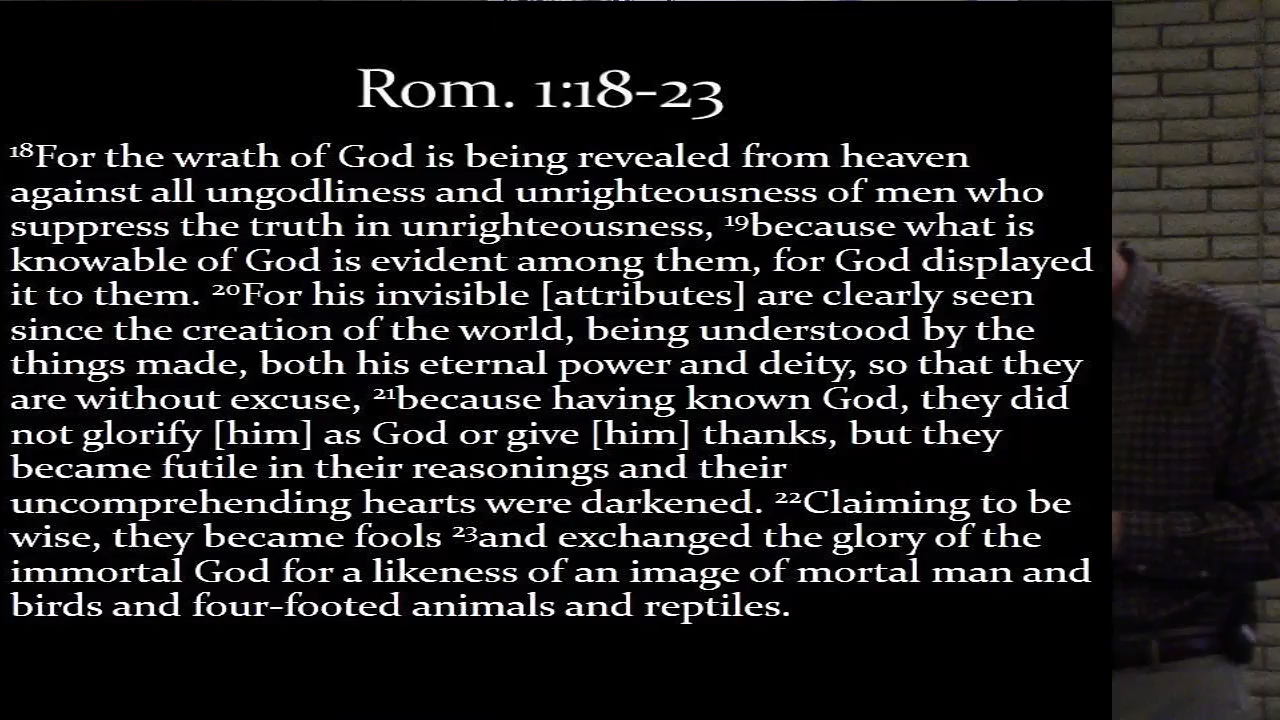 Rom. 1:18-23
¹⁸For the wrath of God is being revealed from heaven
against all ungodliness and unrighteousness of men who
suppress the truth in unrighteousness, ¹⁹because what is
knowable of God is evident among them, for God displayed
it to them. ²⁰For his invisible [attributes] are clearly seen
since the creation of the world, being understood by the
things made, both his eternal power and deity, so that they
are without excuse, ²¹because having known God, they did
not glorify [him] as God or give [him] thanks, but they
became futile in their reasonings and their
uncomprehending hearts were darkened. ²²Claiming to be
wise, they became fools ²³and exchanged the glory of the
immortal God for a likeness of an image of mortal man and
birds and four-footed animals and reptiles.